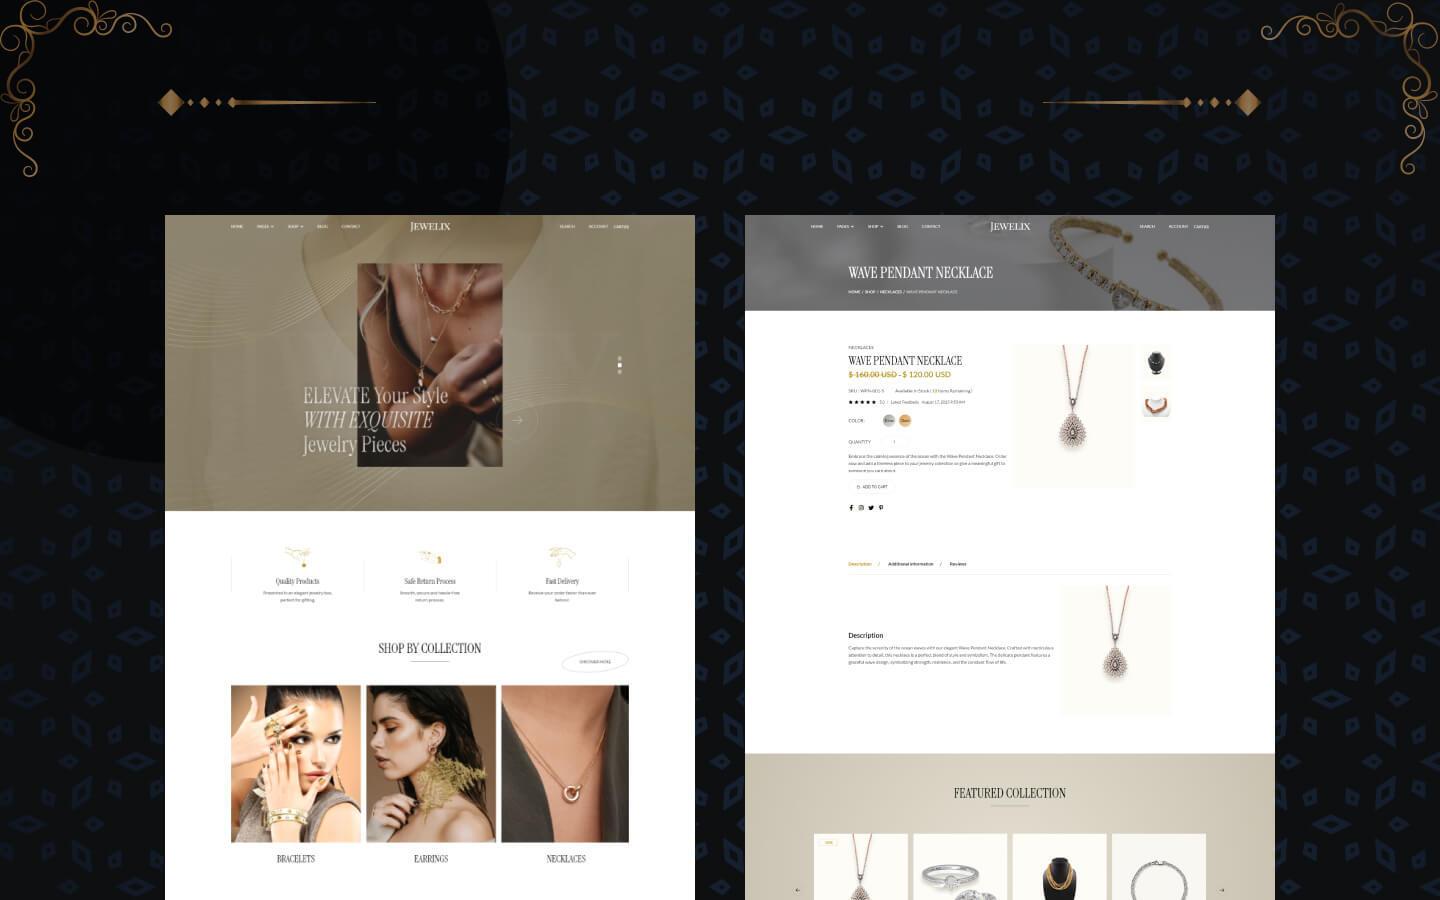 HOME PAGES SHOP BLOG CONTACT
JEWELIX
SEARCH ACCOUNT CART(0)
ELEVATE Your Style
WITH EXQUISITE
Jewelry Pieces
Quality Products
Presented in an elegant jewelry box,
perfect for gifting.
Safe Return Process
Smooth, secure and hassle-free
return process.
Fast Delivery
Receive your order faster than ever
before!
SHOP BY COLLECTION
DISCOVER MORE
BRACELETS
EARRINGS
NECKLACES
HOME PAGES SHOP BLOG CONTACT
JEWELIX
SEARCH ACCOUNT CART(0)
WAVE PENDANT NECKLACE
HOME / SHOP / NECKLACES / WAVE PENDANT NECKLACE
NECKLACES
WAVE PENDANT NECKLACE
$ 160.00 USD - $ 120.00 USD
Available in Stock
5.0 / Latest Feedback: August 17, 2023 9:53 AM
COLOR:
QUANTITY 1
Embrace the calming essence of the ocean with the Wave Pendant Necklace. Order
now and add a timeless piece to your jewelry collection or give a meaningful gift to
someone you care about.
ADD TO CART
Description / Additional information / Reviews
Description
Capture the serenity of the ocean waves with our elegant Wave Pendant Necklace. Crafted with meticulous
attention to detail, this necklace is a perfect blend of style and symbolism. The delicate pendant features a
graceful wave design, symbolizing strength, resilience, and the constant flow of life.
FEATURED COLLECTION